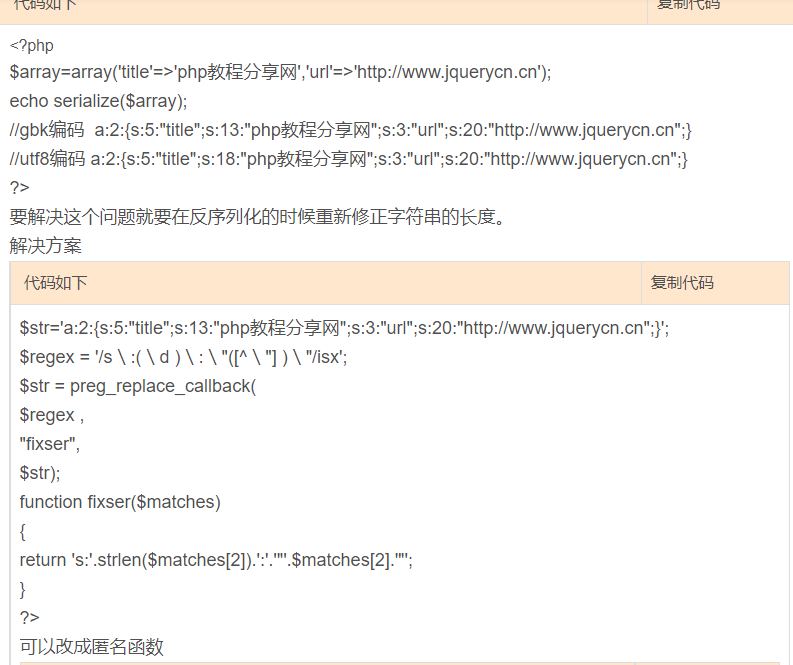 代码如下 复制代码
<?php
$array=array('title'=>'php教程分享网','url'=>'http://www.jquerycn.cn');
echo serialize($array);
//gbk编码  a:2:{s:5:"title";s:13:"php教程分享网";s:3:"url";s:20:"http://www.jquerycn.cn";}
//utf8编码 a:2:{s:5:"title";s:18:"php教程分享网";s:3:"url";s:20:"http://www.jquerycn.cn";}
?>
要解决这个问题就要在反序列化的时候重新修正字符串的长度。
解决方案
代码如下 复制代码
$str='a:2:{s:5:"title";s:13:"php教程分享网";s:3:"url";s:20:"http://www.jquerycn.cn";}';
$regex = '/s \ :( \ d ) \ : \ "([^ \ "] ) \ "/isx';
$str = preg_replace_callback(
$regex ,
"fixser",
$str);
function fixser($matches)
{
return 's:'.strlen($matches[2]).':'.'"'.$matches[2].'"';
}
?>
可以改成匿名函数